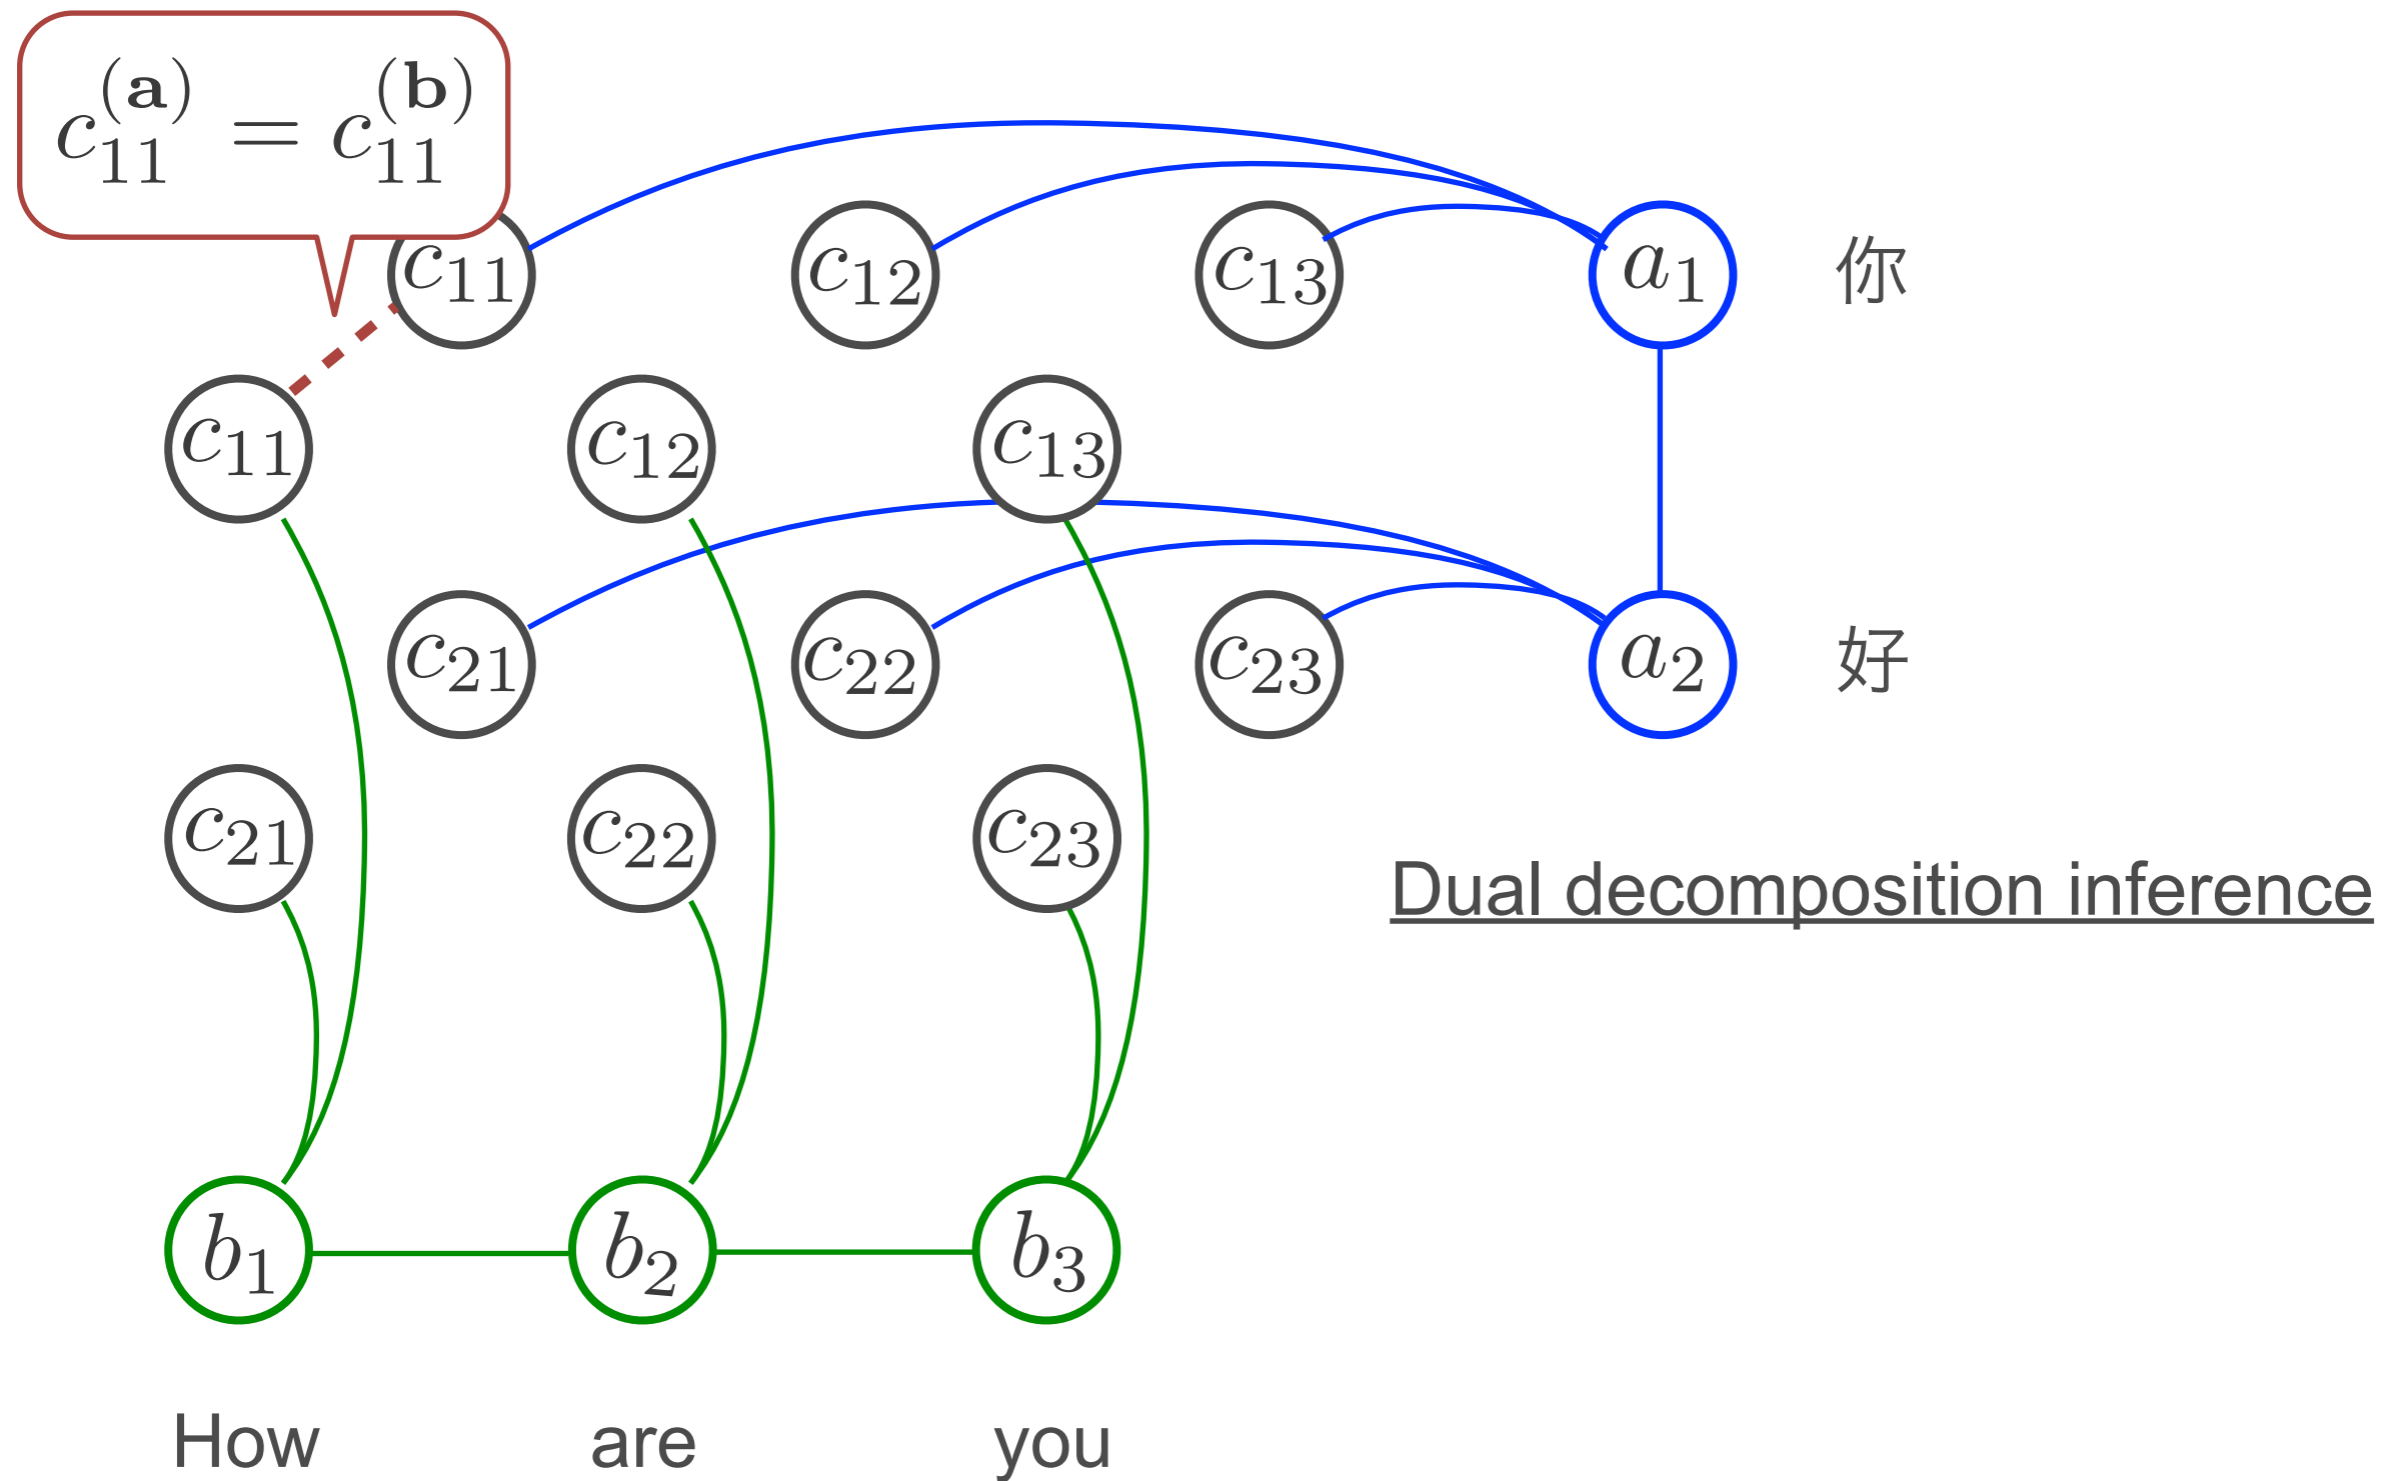 c₁₁⁽ᵃ⁾ = c₁₁⁽ᵇ⁾
c₁₁ c₁₂ c₁₃ a₁ 你
c₁₁ c₁₂ c₁₃
c₂₁ c₂₂ c₂₃ a₂ 好
c₂₁ c₂₂ c₂₃
Dual decomposition inference
b₁ b₂ b₃
How are you